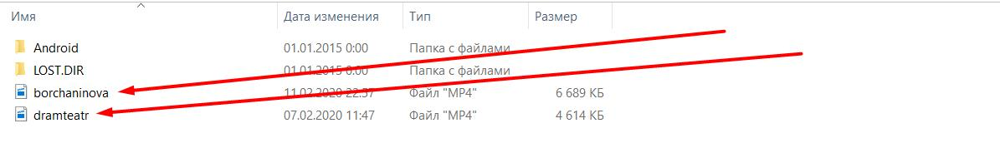 Имя Дата изменения Тип Размер
Android 01.01.2015 0:00 Папка с файлами
LOST.DIR 01.01.2015 0:00 Папка с файлами
borchaninova 11.02.2020 22:57 Файл "MP4" 6 689 КБ
dramteatr 07.02.2020 11:47 Файл "MP4" 4 614 КБ